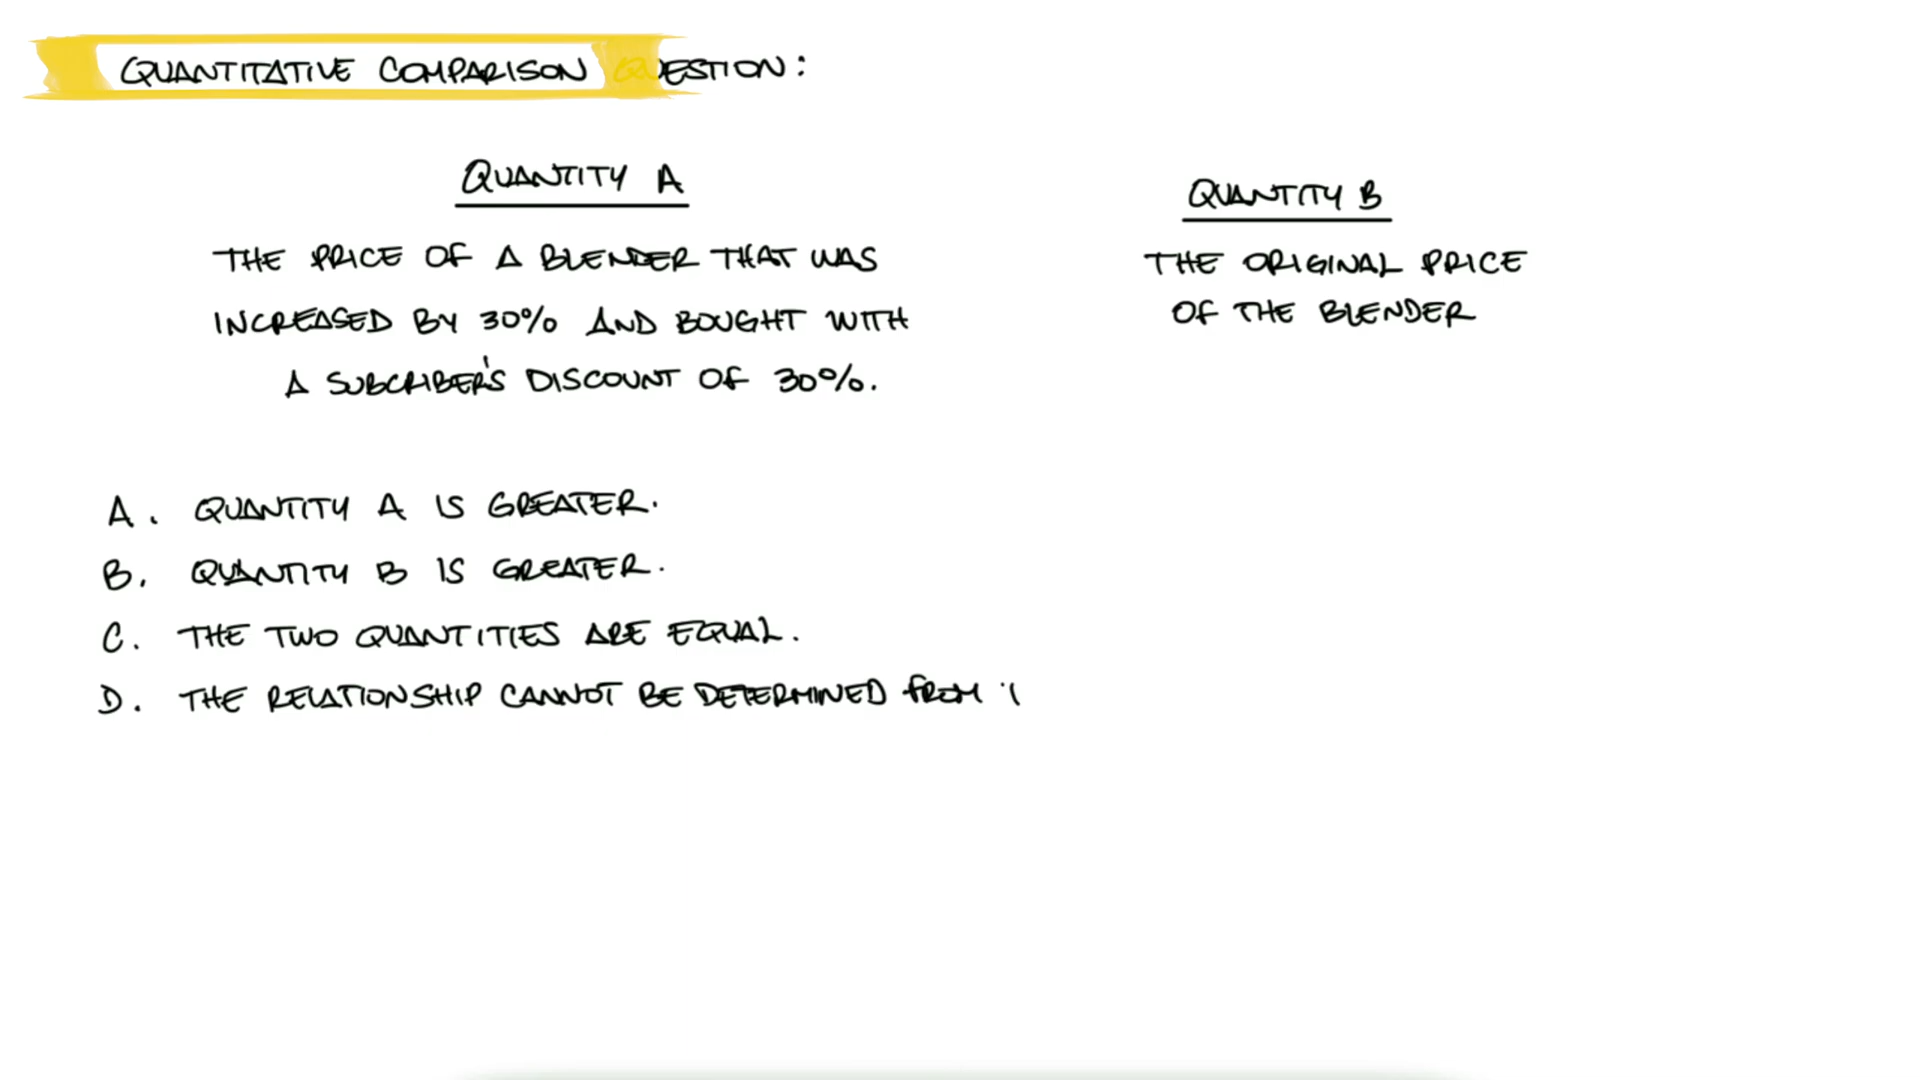 QUANTITATIVE COMPARISON QUESTION:
QUANTITY A
THE PRICE OF A BLENDER THAT WAS
INCREASED BY 30% AND BOUGHT WITH
A SUBCRIBER'S DISCOUNT OF 30%.
QUANTITY B
THE ORIGINAL PRICE
OF THE BLENDER
A. QUANTITY A IS GREATER.
B. QUANTITY B IS GREATER.
C. THE TWO QUANTITIES ARE EQUAL.
D. THE RELATIONSHIP CANNOT BE DETERMINED FROM